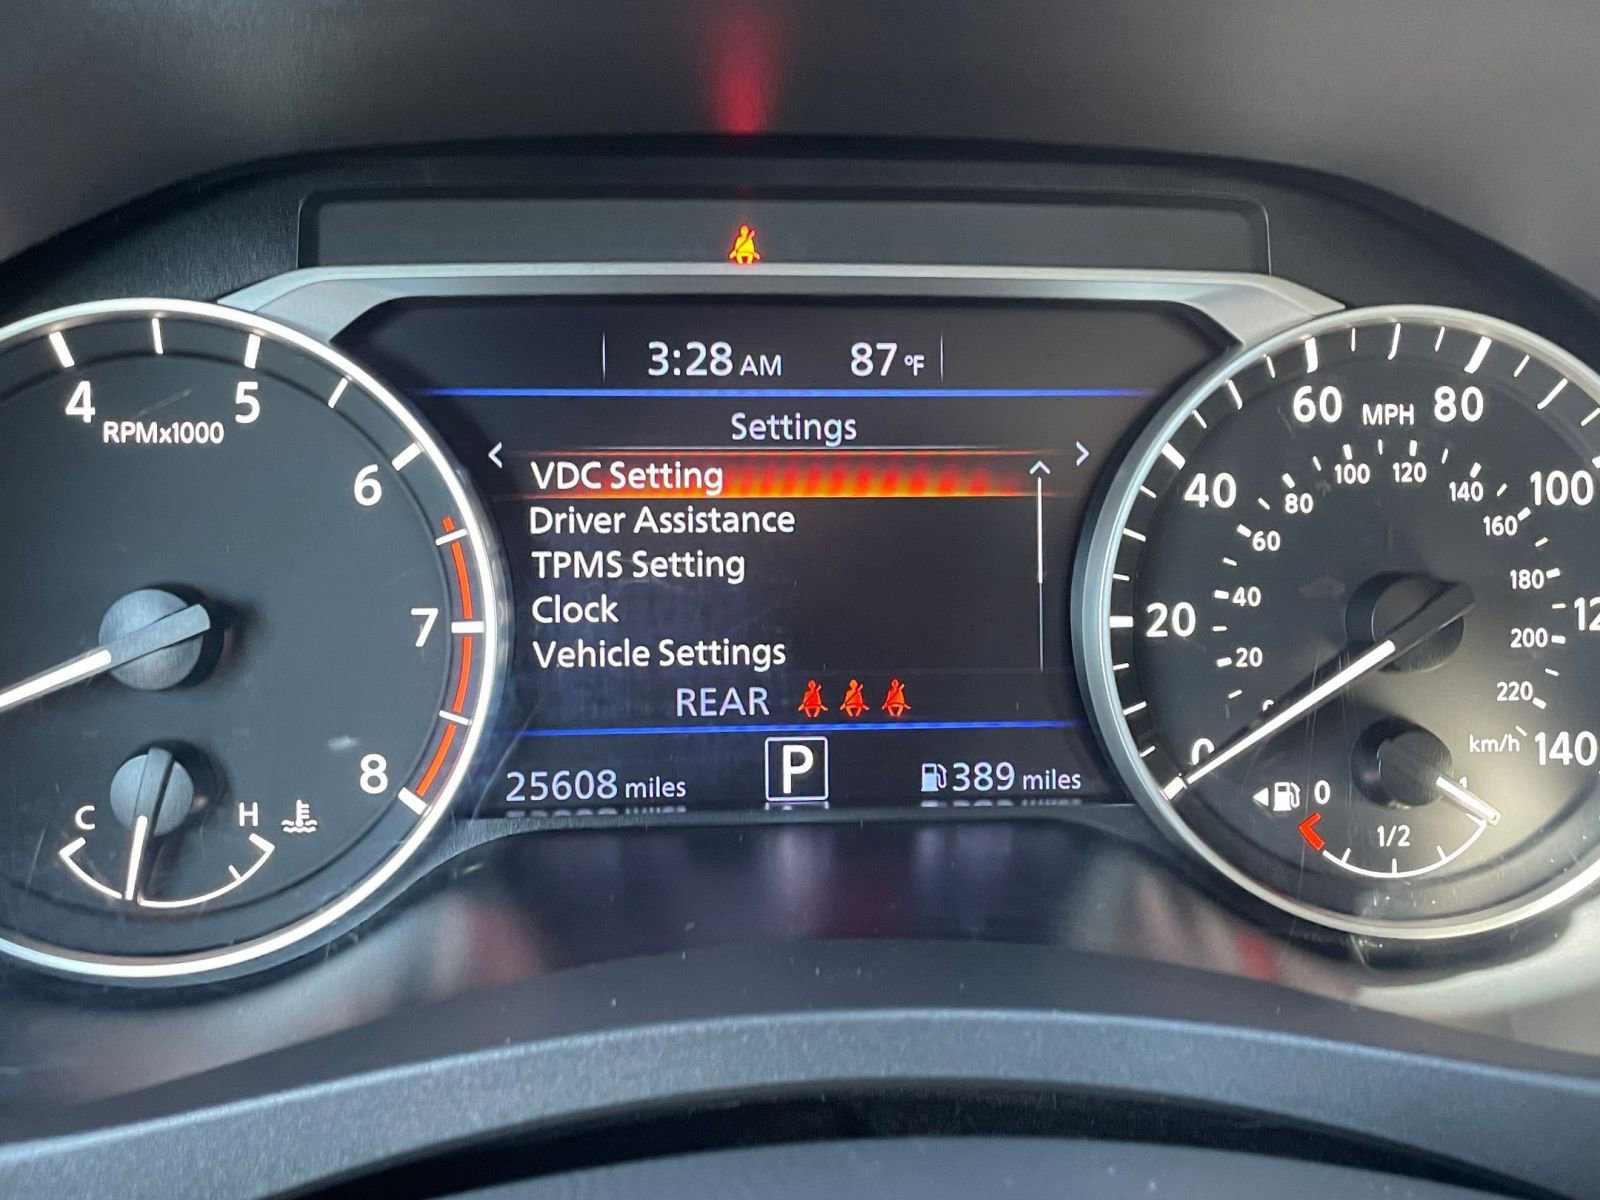 3:28 AM 87 °F
Settings
VDC Setting
Driver Assistance
TPMS Setting
Clock
Vehicle Settings
REAR
25608 miles P 389 miles
4 5 6 7 8
RPMx1000
C H
0 20 40 60 80 100 140
MPH
20 40 60 80 100 120 140 160 180 200 220
km/h
0 1/2 1